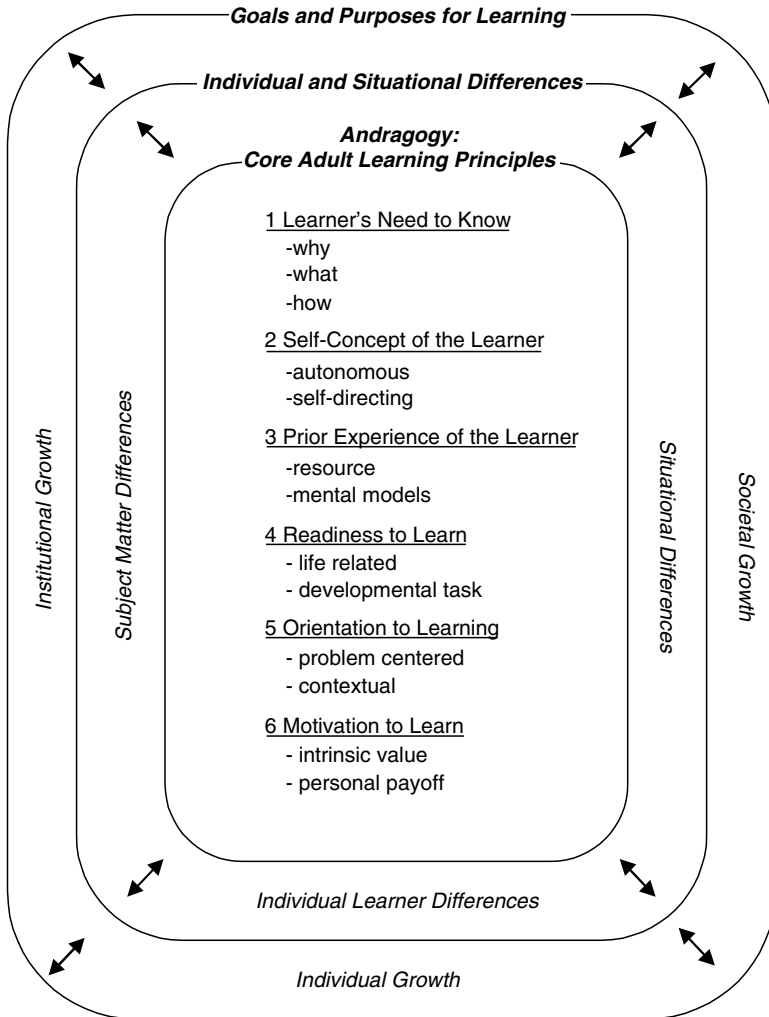 Goals and Purposes for Learning
Individual and Situational Differences
Andragogy:
Core Adult Learning Principles
1 Learner's Need to Know
-why
-what
-how
2 Self-Concept of the Learner
-autonomous
-self-directing
3 Prior Experience of the Learner
-resource
-mental models
4 Readiness to Learn
- life related
- developmental task
5 Orientation to Learning
- problem centered
- contextual
6 Motivation to Learn
- intrinsic value
- personal payoff
Institutional Growth
Subject Matter Differences
Situational Differences
Societal Growth
Individual Learner Differences
Individual Growth